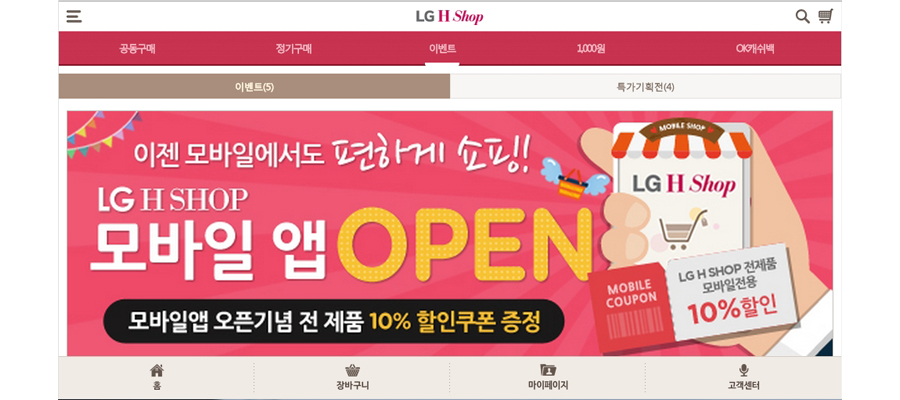 LG H Shop
공동구매 정기구매 이벤트 1,000원 OK캐쉬백
이벤트(5) 특가기획전(4)
이젠 모바일에서도 편하게 쇼핑!
LG H SHOP
모바일 앱 OPEN
모바일앱 오픈기념 전 제품 10% 할인쿠폰 증정
MOBILE SHOP
LG H Shop
MOBILE
COUPON
LG H SHOP 전제품
모바일전용
10%할인
홈 장바구니 마이페이지 고객센터